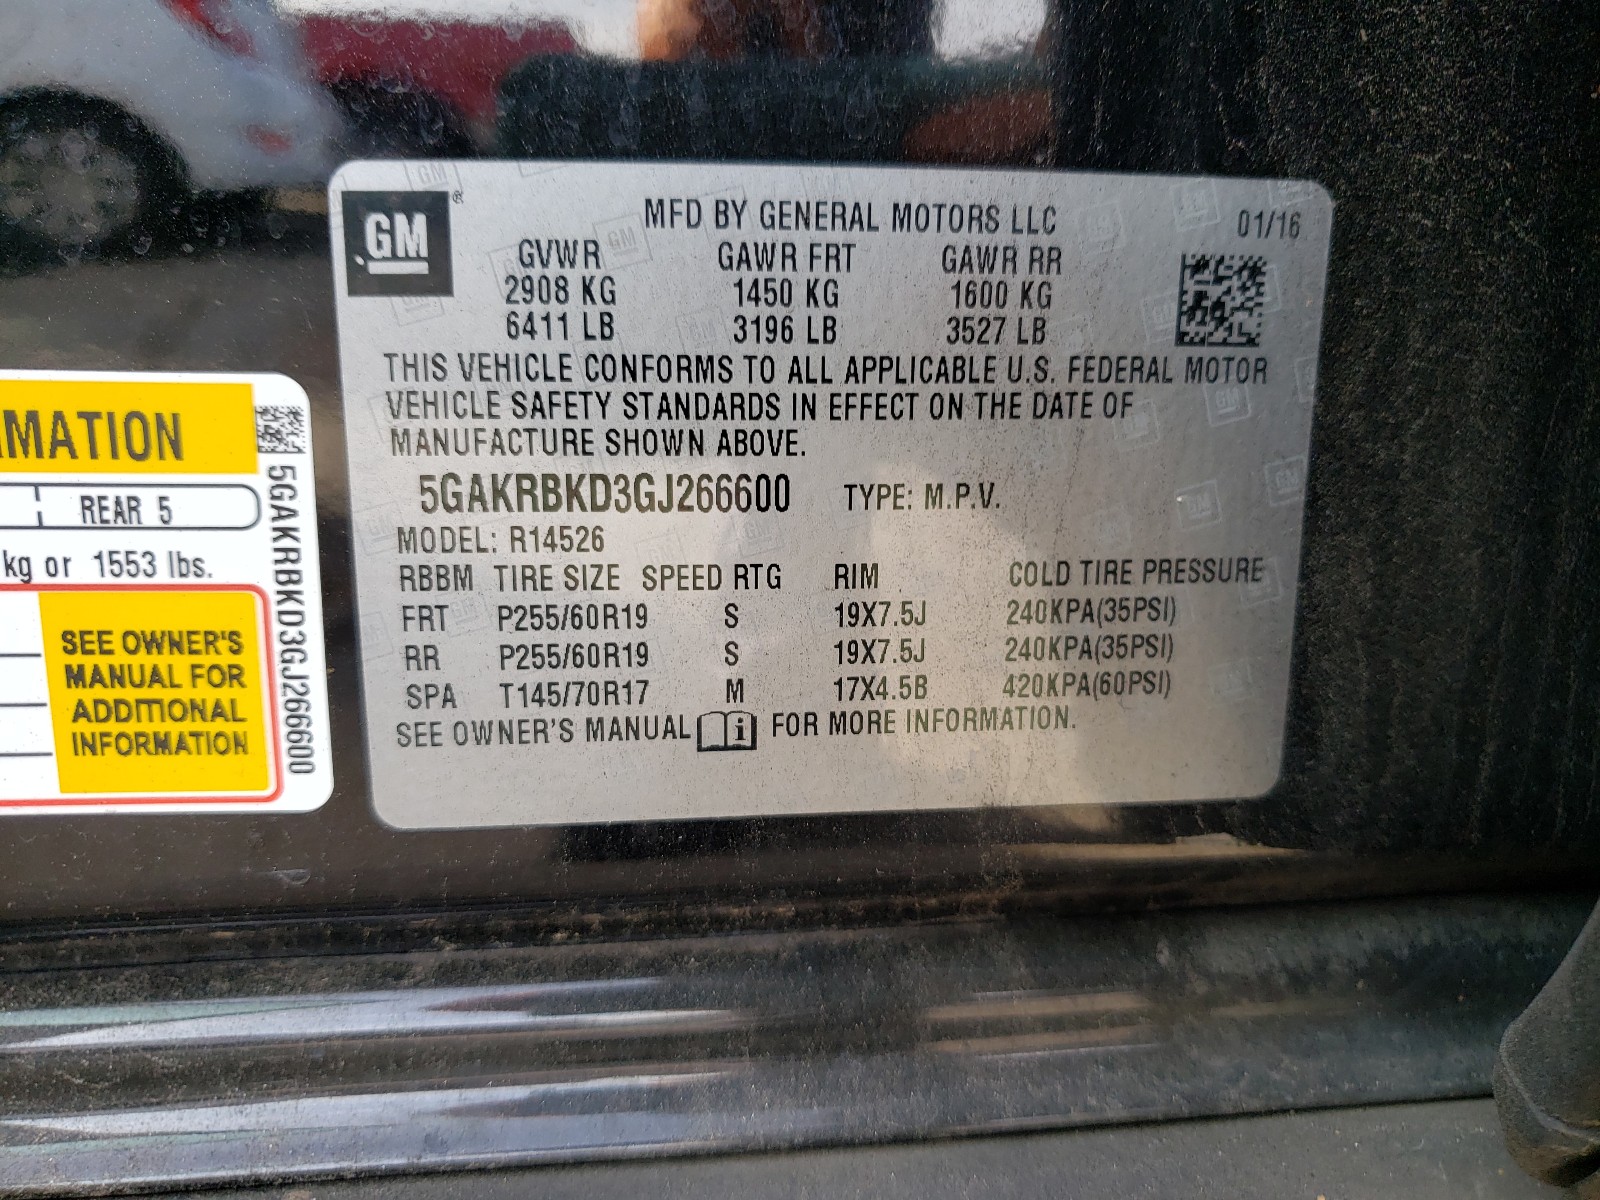 GM ®
MFD BY GENERAL MOTORS LLC 01/16
GVWR GAWR FRT GAWR RR
2908 KG 1450 KG 1600 KG
6411 LB 3196 LB 3527 LB
THIS VEHICLE CONFORMS TO ALL APPLICABLE U.S. FEDERAL MOTOR
VEHICLE SAFETY STANDARDS IN EFFECT ON THE DATE OF
MANUFACTURE SHOWN ABOVE.
5GAKRBKD3GJ266600 TYPE: M.P.V.
MODEL: R14526
RBBM TIRE SIZE SPEED RTG RIM COLD TIRE PRESSURE
FRT P255/60R19 S 19X7.5J 240KPA(35PSI)
RR P255/60R19 S 19X7.5J 240KPA(35PSI)
SPA T145/70R17 M 17X4.5B 420KPA(60PSI)
SEE OWNER'S MANUAL i FOR MORE INFORMATION.
MATION
REAR 5
kg or 1553 lbs.
SEE OWNER'S
MANUAL FOR
ADDITIONAL
INFORMATION
5GAKRBKD3GJ266600